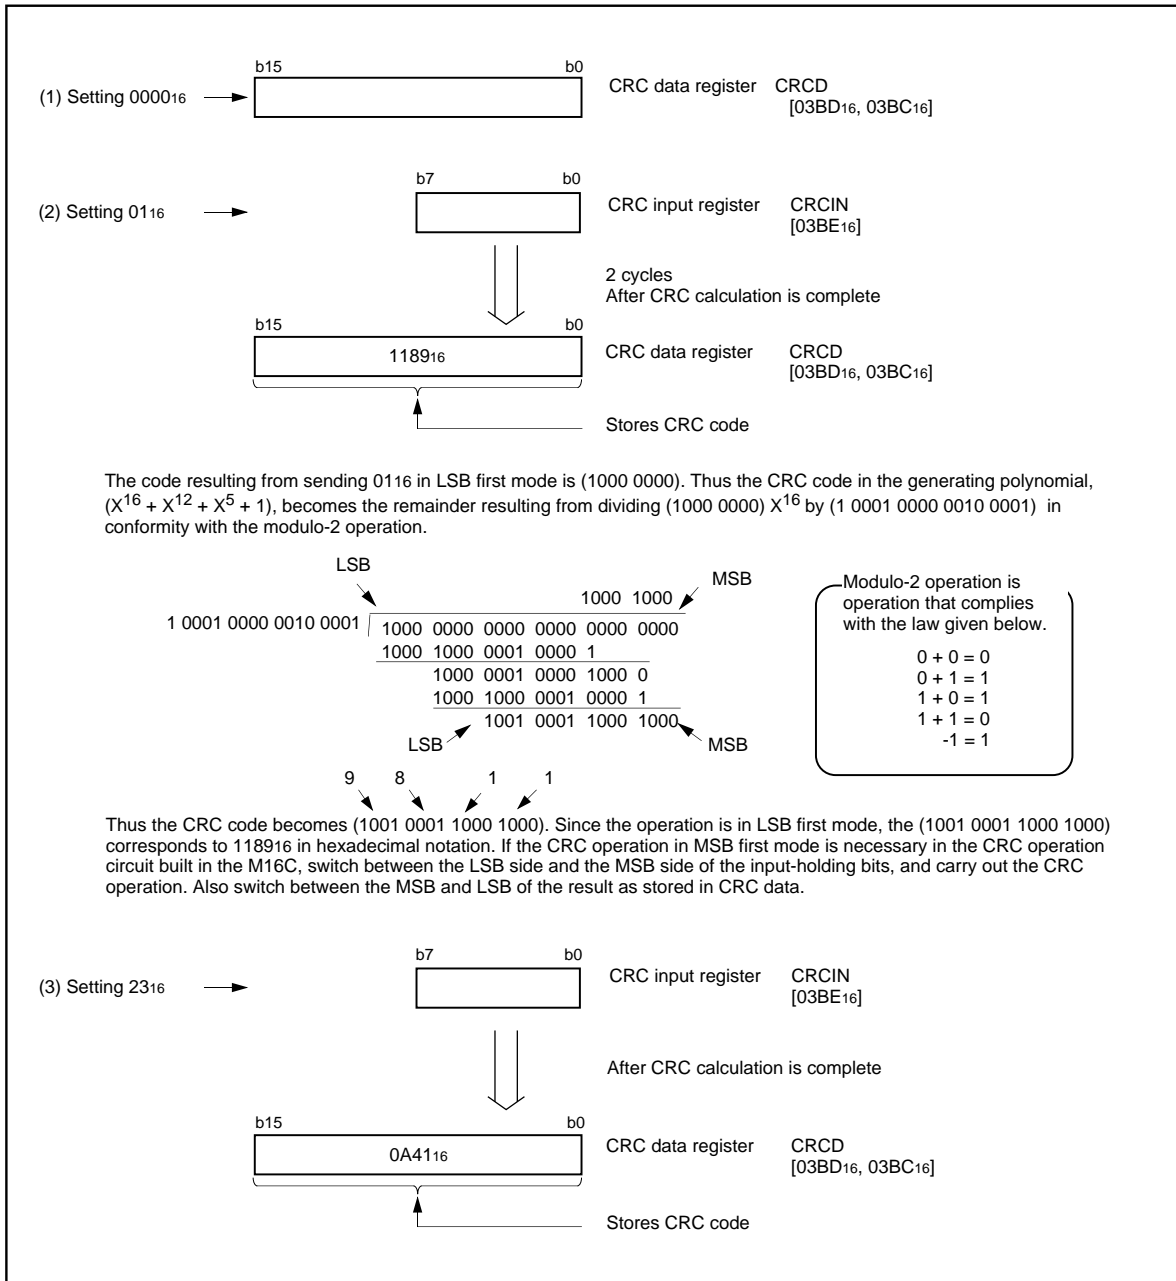 b15 b0
(1) Setting 0000₁₆ CRC data register CRCD
[03BD₁₆, 03BC₁₆]
b7 b0
(2) Setting 01₁₆ CRC input register CRCIN
[03BE₁₆]
2 cycles
After CRC calculation is complete
b15 b0
1189₁₆ CRC data register CRCD
[03BD₁₆, 03BC₁₆]
Stores CRC code
The code resulting from sending 01₁₆ in LSB first mode is (1000 0000). Thus the CRC code in the generating polynomial,
(X¹⁶ + X¹² + X⁵ + 1), becomes the remainder resulting from dividing (1000 0000) X¹⁶ by (1 0001 0000 0010 0001) in
conformity with the modulo-2 operation.
LSB MSB
1000 1000
1 0001 0000 0010 0001 1000 0000 0000 0000 0000 0000
1000 1000 0001 0000 1
1000 0001 0000 1000 0
1000 1000 0001 0000 1
1001 0001 1000 1000
LSB MSB
Modulo-2 operation is
operation that complies
with the law given below.
0 + 0 = 0
0 + 1 = 1
1 + 0 = 1
1 + 1 = 0
-1 = 1
9 8 1 1
Thus the CRC code becomes (1001 0001 1000 1000). Since the operation is in LSB first mode, the (1001 0001 1000 1000)
corresponds to 1189₁₆ in hexadecimal notation. If the CRC operation in MSB first mode is necessary in the CRC operation
circuit built in the M16C, switch between the LSB side and the MSB side of the input-holding bits, and carry out the CRC
operation. Also switch between the MSB and LSB of the result as stored in CRC data.
b7 b0
(3) Setting 23₁₆ CRC input register CRCIN
[03BE₁₆]
After CRC calculation is complete
b15 b0
0A41₁₆ CRC data register CRCD
[03BD₁₆, 03BC₁₆]
Stores CRC code